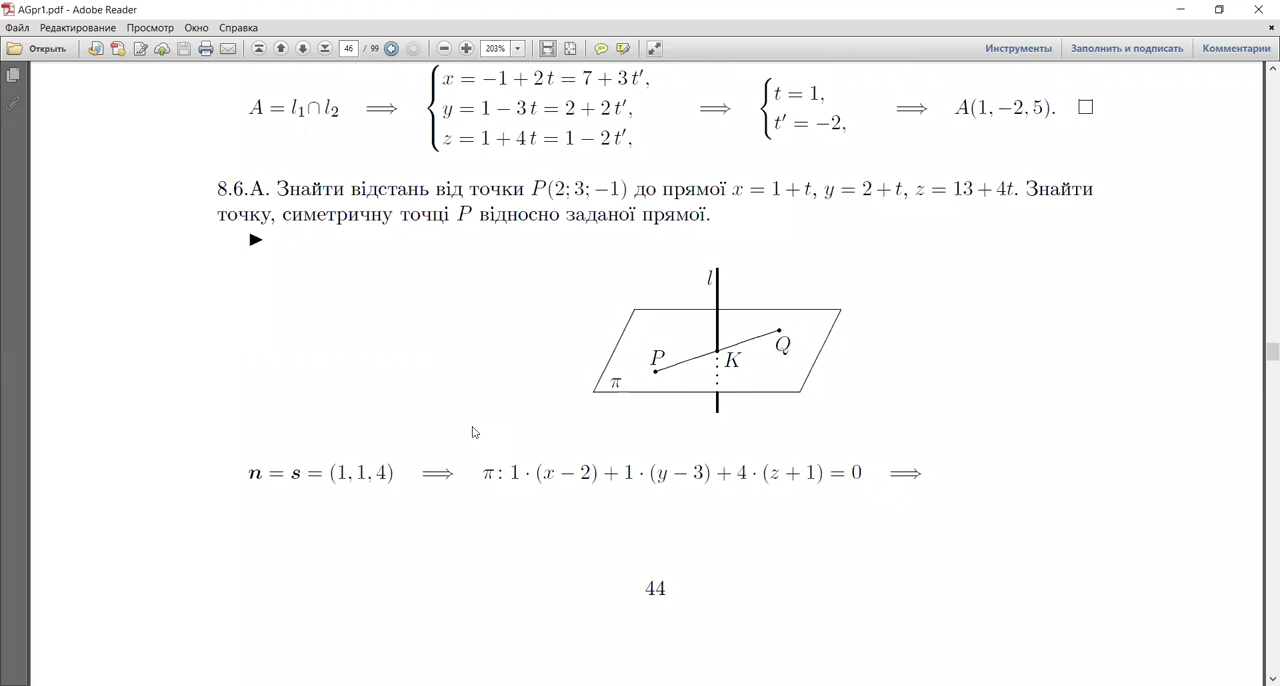 AGpr1.pdf - Adobe Reader
Файл Редактирование Просмотр Окно Справка
Открыть 46 / 99 203% Инструменты Заполнить и подписать Комментарии
x = −1 + 2t = 7 + 3t′,
y = 1 − 3t = 2 + 2t′,
z = 1 + 4t = 1 − 2t′,
A = l₁∩l₂ ⟹ ⟹ t = 1, ⟹ A(1, −2, 5). □
t′ = −2,
8.6.А. Знайти відстань від точки P(2; 3; −1) до прямої x = 1 + t, y = 2 + t, z = 13 + 4t. Знайти
точку, симетричну точці P відносно заданої прямої.
►
l
P
K
Q
π
n = s = (1, 1, 4) ⟹ π: 1 · (x − 2) + 1 · (y − 3) + 4 · (z + 1) = 0 ⟹
44